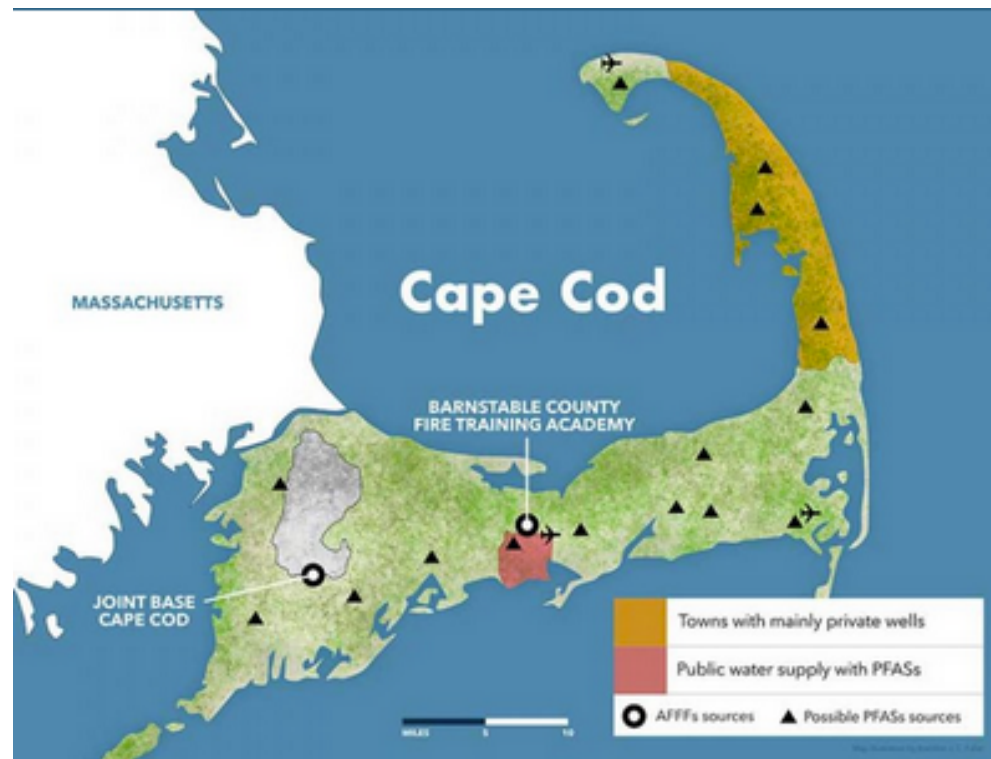 MASSACHUSETTS
Cape Cod
BARNSTABLE COUNTY
FIRE TRAINING ACADEMY
JOINT BASE
CAPE COD
Towns with mainly private wells
Public water supply with PFASs
AFFFs sources
Possible PFASs sources
MILES 5 10